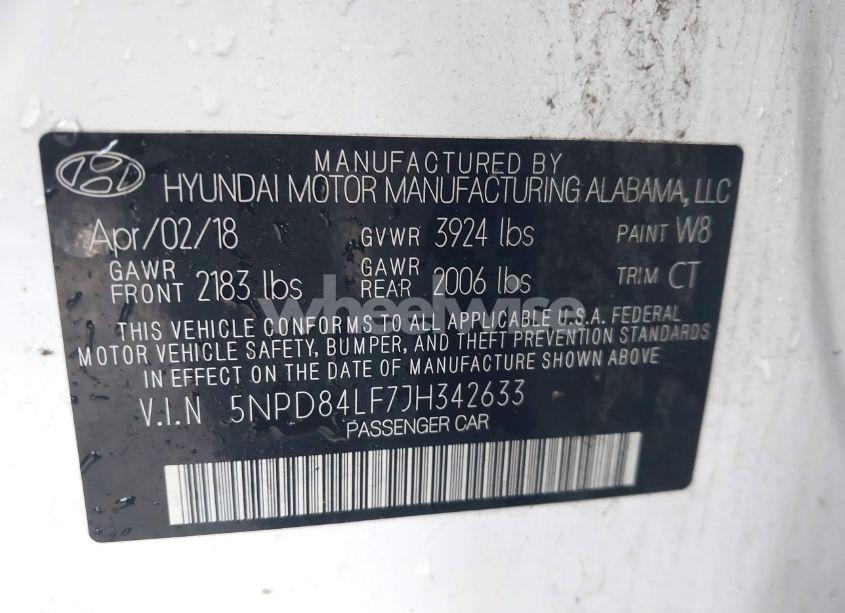 MANUFACTURED BY
HYUNDAI MOTOR MANUFACTURING ALABAMA, LLC
Apr/02/18 GVWR 3924 lbs PAINT W8
GAWR FRONT 2183 lbs GAWR REAR 2006 lbs TRIM CT
wheelwise
THIS VEHICLE CONFORMS TO ALL APPLICABLE U.S.A. FEDERAL
MOTOR VEHICLE SAFETY, BUMPER, AND THEFT PREVENTION STANDARDS
IN EFFECT ON THE DATE OF MANUFACTURE SHOWN ABOVE
V.I.N 5NPD84LF7JH342633
PASSENGER CAR